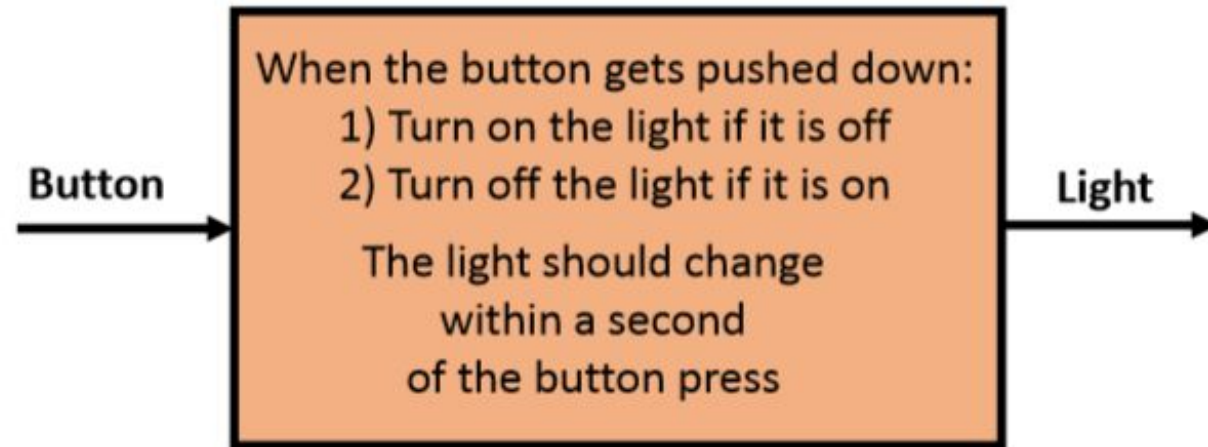 When the button gets pushed down:
1) Turn on the light if it is off
2) Turn off the light if it is on
Button
Light
The light should change
within a second
of the button press